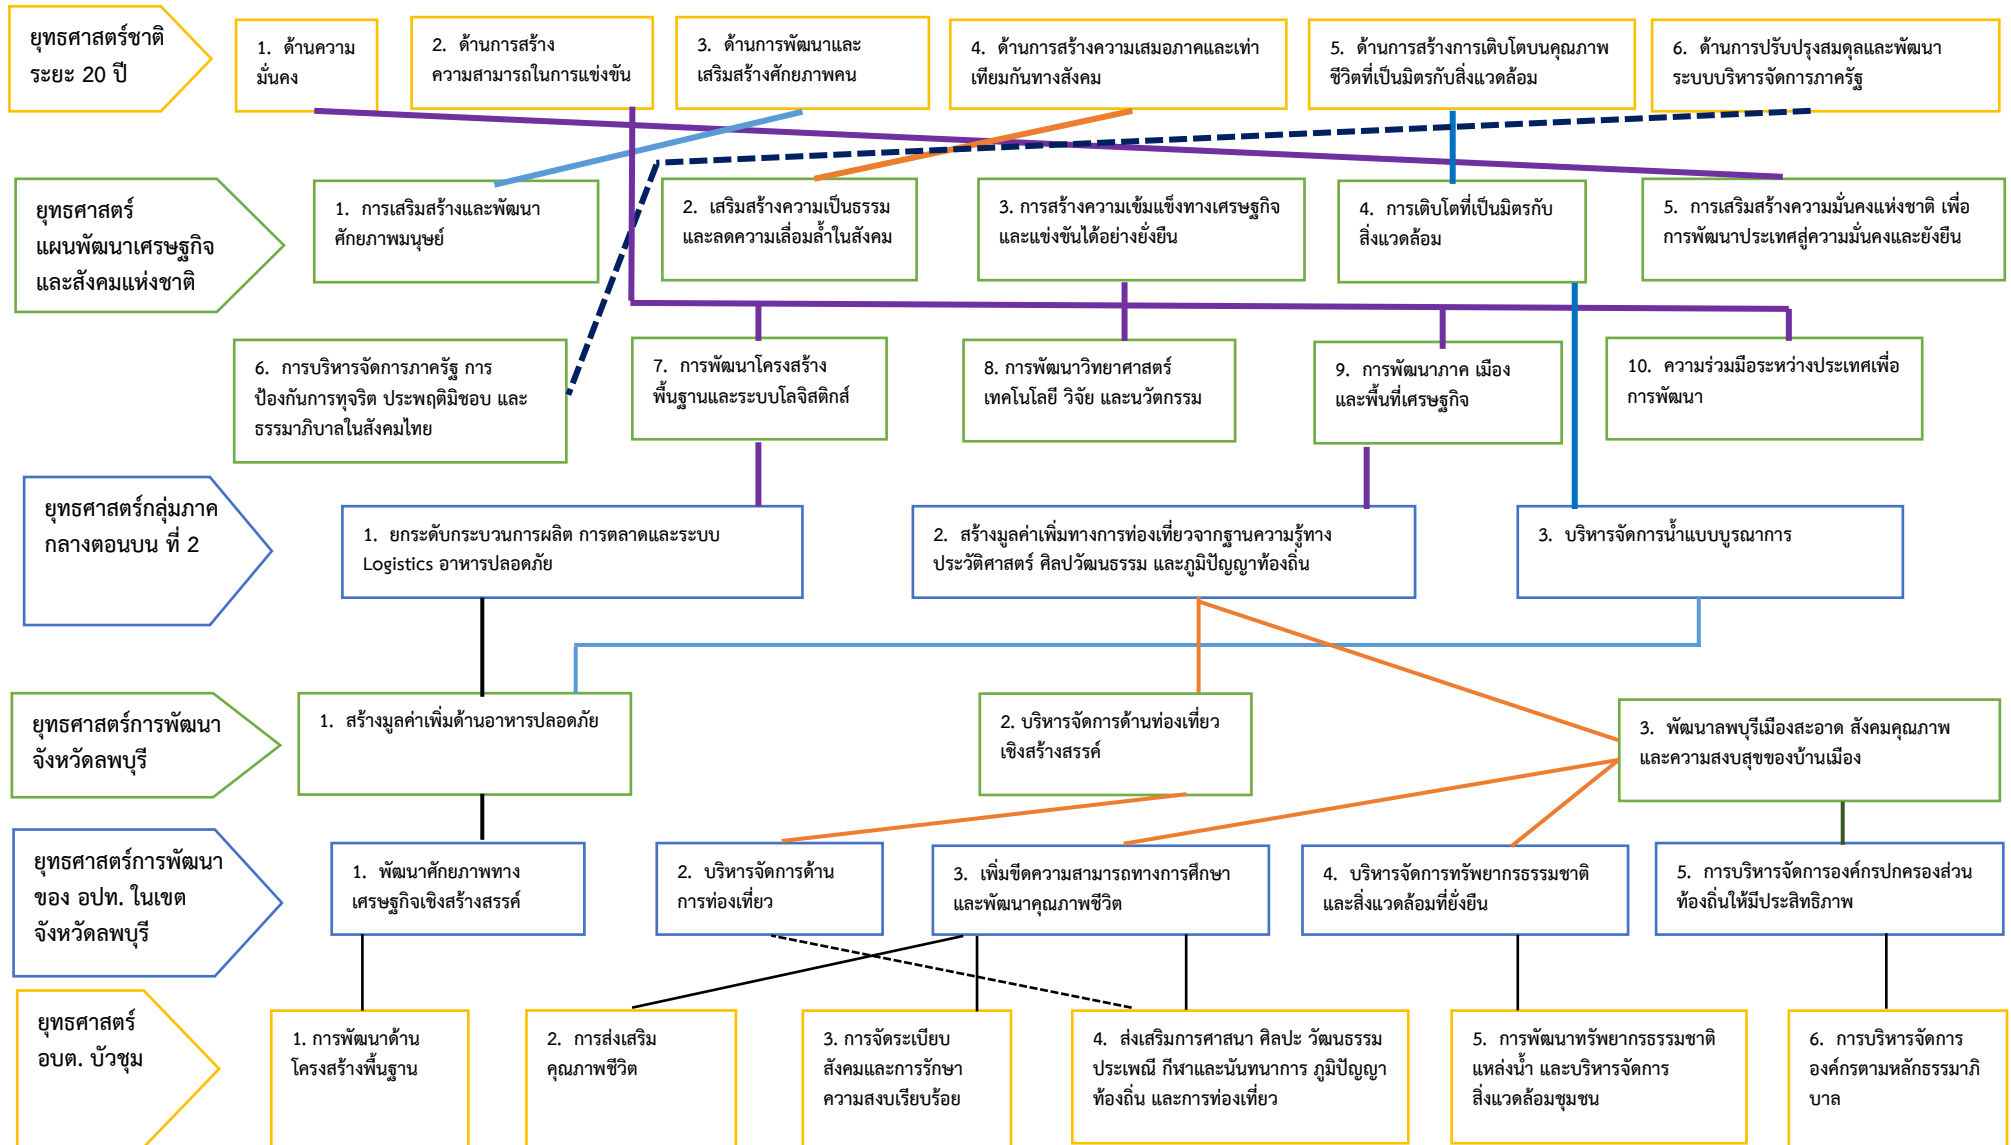 ยุทธศาสตร์ชาติ
ระยะ 20 ปี
1. ด้านความ
มั่นคง
2. ด้านการสร้าง
ความสามารถในการแข่งขัน
3. ด้านการพัฒนาและ
เสริมสร้างศักยภาพคน
4. ด้านการสร้างความเสมอภาคและเท่า
เทียมกันทางสังคม
5. ด้านการสร้างการเติบโตบนคุณภาพ
ชีวิตที่เป็นมิตรกับสิ่งแวดล้อม
6. ด้านการปรับปรุงสมดุลและพัฒนา
ระบบบริหารจัดการภาครัฐ
ยุทธศาสตร์
แผนพัฒนาเศรษฐกิจ
และสังคมแห่งชาติ
1. การเสริมสร้างและพัฒนา
ศักยภาพมนุษย์
2. เสริมสร้างความเป็นธรรม
และลดความเลื่อมล้ำในสังคม
3. การสร้างความเข้มแข็งทางเศรษฐกิจ
และแข่งขันได้อย่างยั่งยืน
4. การเติบโตที่เป็นมิตรกับ
สิ่งแวดล้อม
5. การเสริมสร้างความมั่นคงแห่งชาติ เพื่อ
การพัฒนาประเทศสู่ความมั่นคงและยังยืน
6. การบริหารจัดการภาครัฐ การ
ป้องกันการทุจริต ประพฤติมิชอบ และ
ธรรมาภิบาลในสังคมไทย
7. การพัฒนาโครงสร้าง
พื้นฐานและระบบโลจิสติกส์
8. การพัฒนาวิทยาศาสตร์
เทคโนโลยี วิจัย และนวัตกรรม
9. การพัฒนาภาค เมือง
และพื้นที่เศรษฐกิจ
10. ความร่วมมือระหว่างประเทศเพื่อ
การพัฒนา
ยุทธศาสตร์กลุ่มภาค
กลางตอนบน ที่ 2
1. ยกระดับกระบวนการผลิต การตลาดและระบบ
Logistics อาหารปลอดภัย
2. สร้างมูลค่าเพิ่มทางการท่องเที่ยวจากฐานความรู้ทาง
ประวัติศาสตร์ ศิลปวัฒนธรรม และภูมิปัญญาท้องถิ่น
3. บริหารจัดการน้ำแบบบูรณาการ
ยุทธศาสตร์การพัฒนา
จังหวัดลพบุรี
1. สร้างมูลค่าเพิ่มด้านอาหารปลอดภัย
2. บริหารจัดการด้านท่องเที่ยว
เชิงสร้างสรรค์
3. พัฒนาลพบุรีเมืองสะอาด สังคมคุณภาพ
และความสงบสุขของบ้านเมือง
ยุทธศาสตร์การพัฒนา
ของ อปท. ในเขต
จังหวัดลพบุรี
1. พัฒนาศักยภาพทาง
เศรษฐกิจเชิงสร้างสรรค์
2. บริหารจัดการด้าน
การท่องเที่ยว
3. เพิ่มขีดความสามารถทางการศึกษา
และพัฒนาคุณภาพชีวิต
4. บริหารจัดการทรัพยากรธรรมชาติ
และสิ่งแวดล้อมที่ยั่งยืน
5. การบริหารจัดการองค์กรปกครองส่วน
ท้องถิ่นให้มีประสิทธิภาพ
ยุทธศาสตร์
อบต. บัวชุม
1. การพัฒนาด้าน
โครงสร้างพื้นฐาน
2. การส่งเสริม
คุณภาพชีวิต
3. การจัดระเบียบ
สังคมและการรักษา
ความสงบเรียบร้อย
4. ส่งเสริมการศาสนา ศิลปะ วัฒนธรรม
ประเพณี กีฬาและนันทนาการ ภูมิปัญญา
ท้องถิ่น และการท่องเที่ยว
5. การพัฒนาทรัพยากรธรรมชาติ
แหล่งน้ำ และบริหารจัดการ
สิ่งแวดล้อมชุมชน
6. การบริหารจัดการ
องค์กรตามหลักธรรมาภิ
บาล